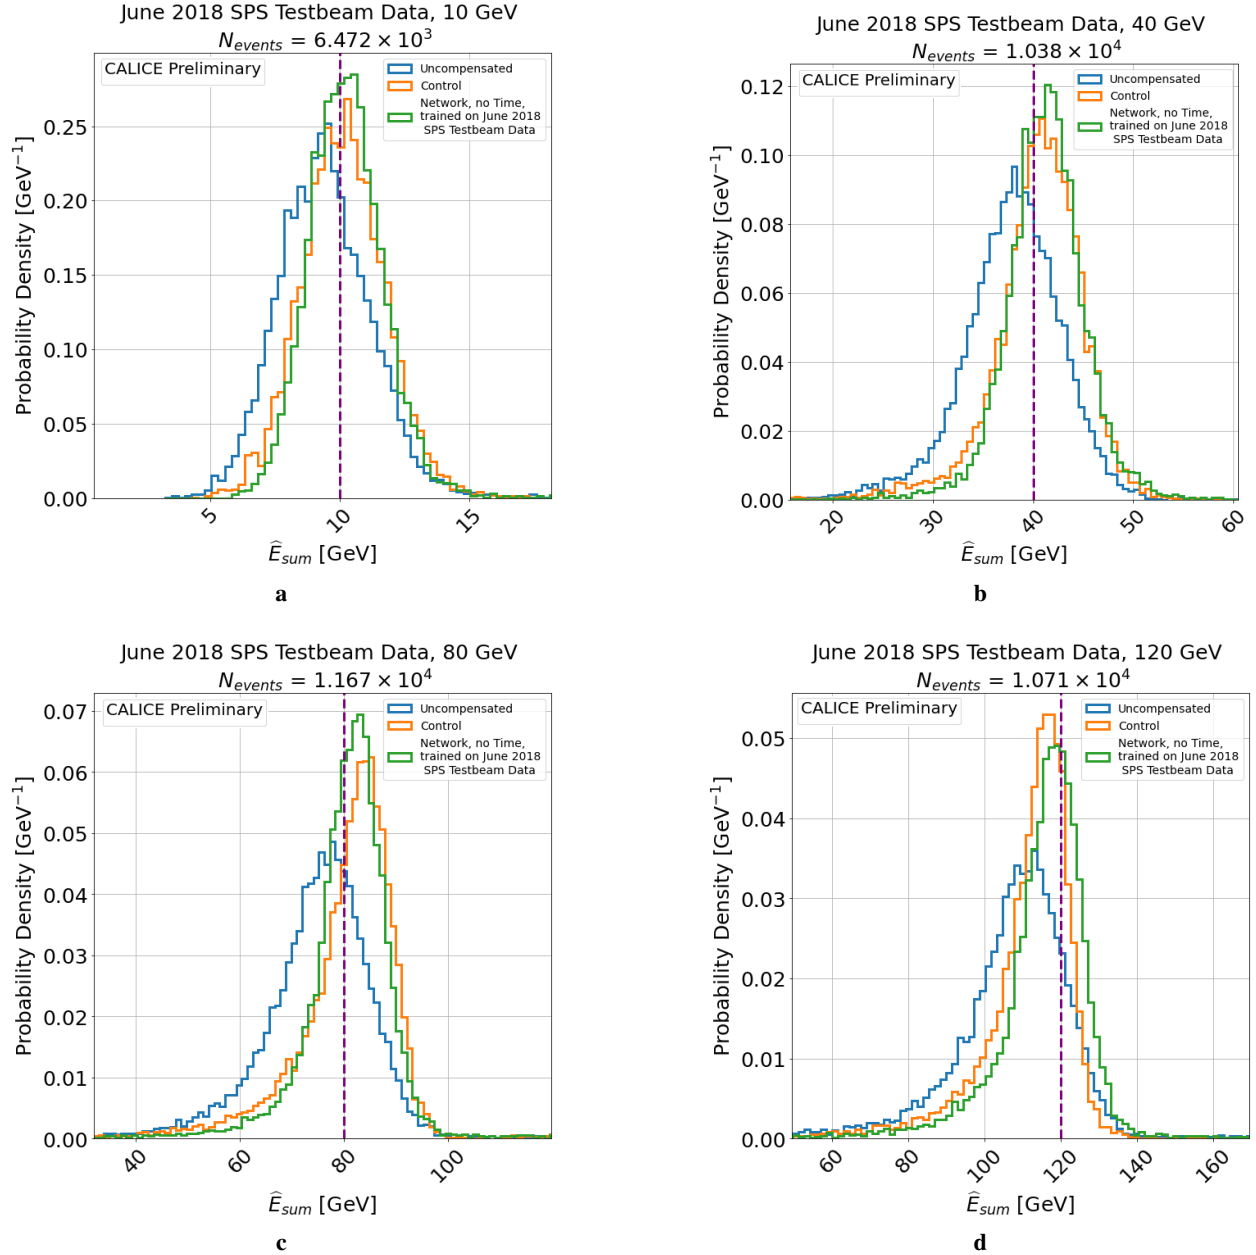 June 2018 SPS Testbeam Data, 10 GeV
N_events = 6.472 × 10³
CALICE Preliminary
Uncompensated
Control
Network, no Time,
trained on June 2018
SPS Testbeam Data
Probability Density [GeV⁻¹]
0.25
0.20
0.15
0.10
0.05
0.00
5
10
15
Ê_sum [GeV]
a
June 2018 SPS Testbeam Data, 40 GeV
N_events = 1.038 × 10⁴
CALICE Preliminary
Uncompensated
Control
Network, no Time,
trained on June 2018
SPS Testbeam Data
Probability Density [GeV⁻¹]
0.12
0.10
0.08
0.06
0.04
0.02
0.00
20
30
40
50
60
Ê_sum [GeV]
b
June 2018 SPS Testbeam Data, 80 GeV
N_events = 1.167 × 10⁴
CALICE Preliminary
Uncompensated
Control
Network, no Time,
trained on June 2018
SPS Testbeam Data
Probability Density [GeV⁻¹]
0.07
0.06
0.05
0.04
0.03
0.02
0.01
0.00
40
60
80
100
Ê_sum [GeV]
c
June 2018 SPS Testbeam Data, 120 GeV
N_events = 1.071 × 10⁴
CALICE Preliminary
Uncompensated
Control
Network, no Time,
trained on June 2018
SPS Testbeam Data
Probability Density [GeV⁻¹]
0.05
0.04
0.03
0.02
0.01
0.00
60
80
100
120
140
160
Ê_sum [GeV]
d